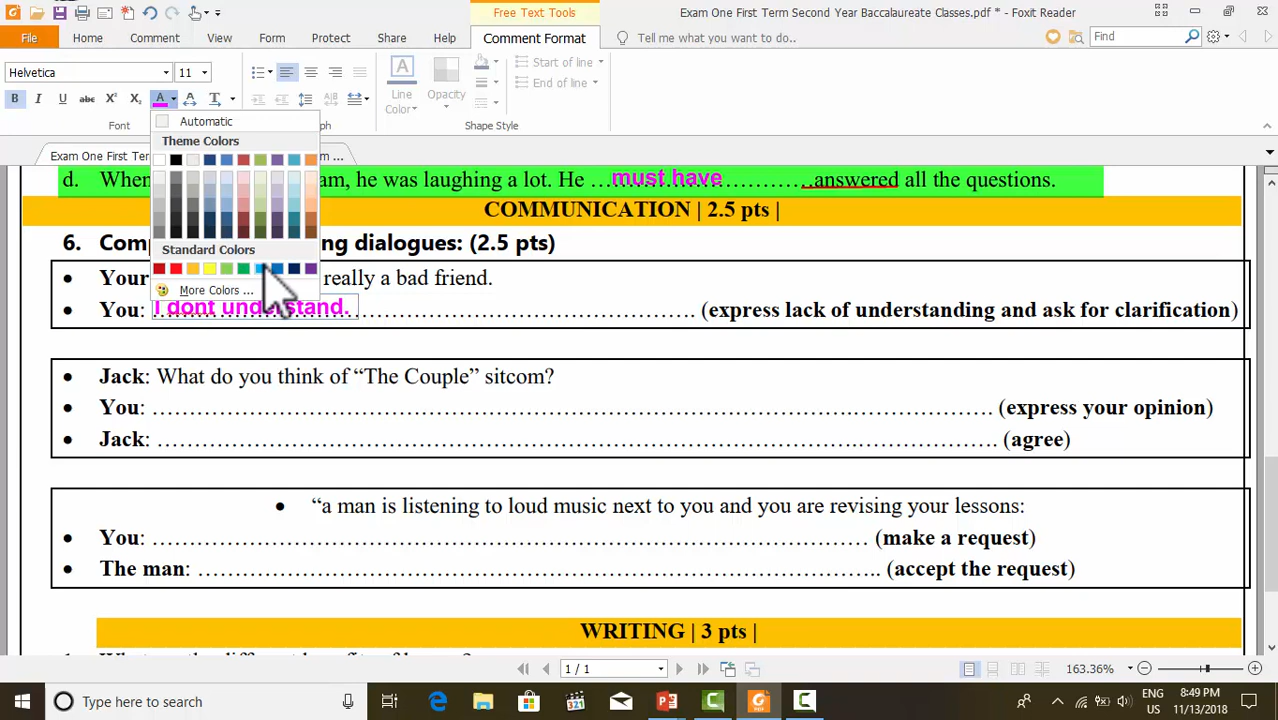 Free Text Tools
Exam One First Term Second Year Baccalaureate Classes.pdf * - Foxit Reader
File Home Comment View Form Protect Share Help Comment Format Tell me what you want to do.. Find
Helvetica 11 Start of line
End of line
Line Color Opacity
Font ph Shape Style
Automatic
Theme Colors
Standard Colors
More Colors ...
Exam One First Ter m ...
d. When am, he was laughing a lot. He …must have…………..answered all the questions.
COMMUNICATION | 2.5 pts |
6. Comp ng dialogues: (2.5 pts)
Your really a bad friend.
You: I dont understand. ……………………………………. (express lack of understanding and ask for clarification)
• Jack: What do you think of “The Couple” sitcom?
• You: ……………………………………………………………………….……………. (express your opinion)
• Jack: ……………………………………………………………………….……………. (agree)
• “a man is listening to loud music next to you and you are revising your lessons:
• You: ……………………………………………………………………………… (make a request)
• The man: ……………………………………………………………………….. (accept the request)
WRITING | 3 pts |
1 / 1 163.36%
Type here to search
321
ENG
US
8:49 PM
11/13/2018